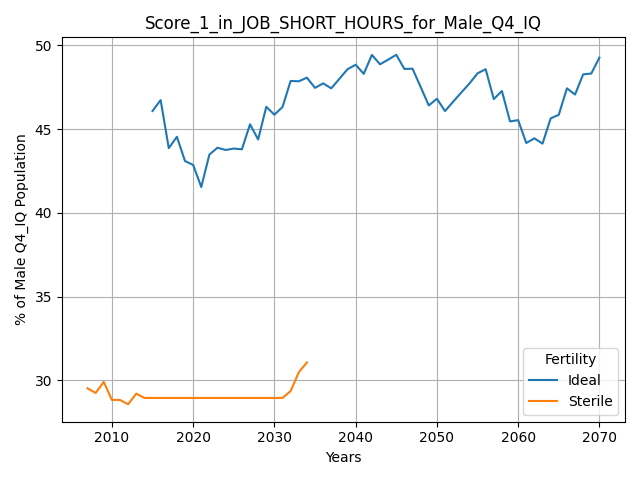 Score_1_in_JOB_SHORT_HOURS_for_Male_Q4_IQ
% of Male Q4_IQ Population
50
45
40
35
30
2010 2020 2030 2040 2050 2060 2070
Years
Fertility
Ideal
Sterile